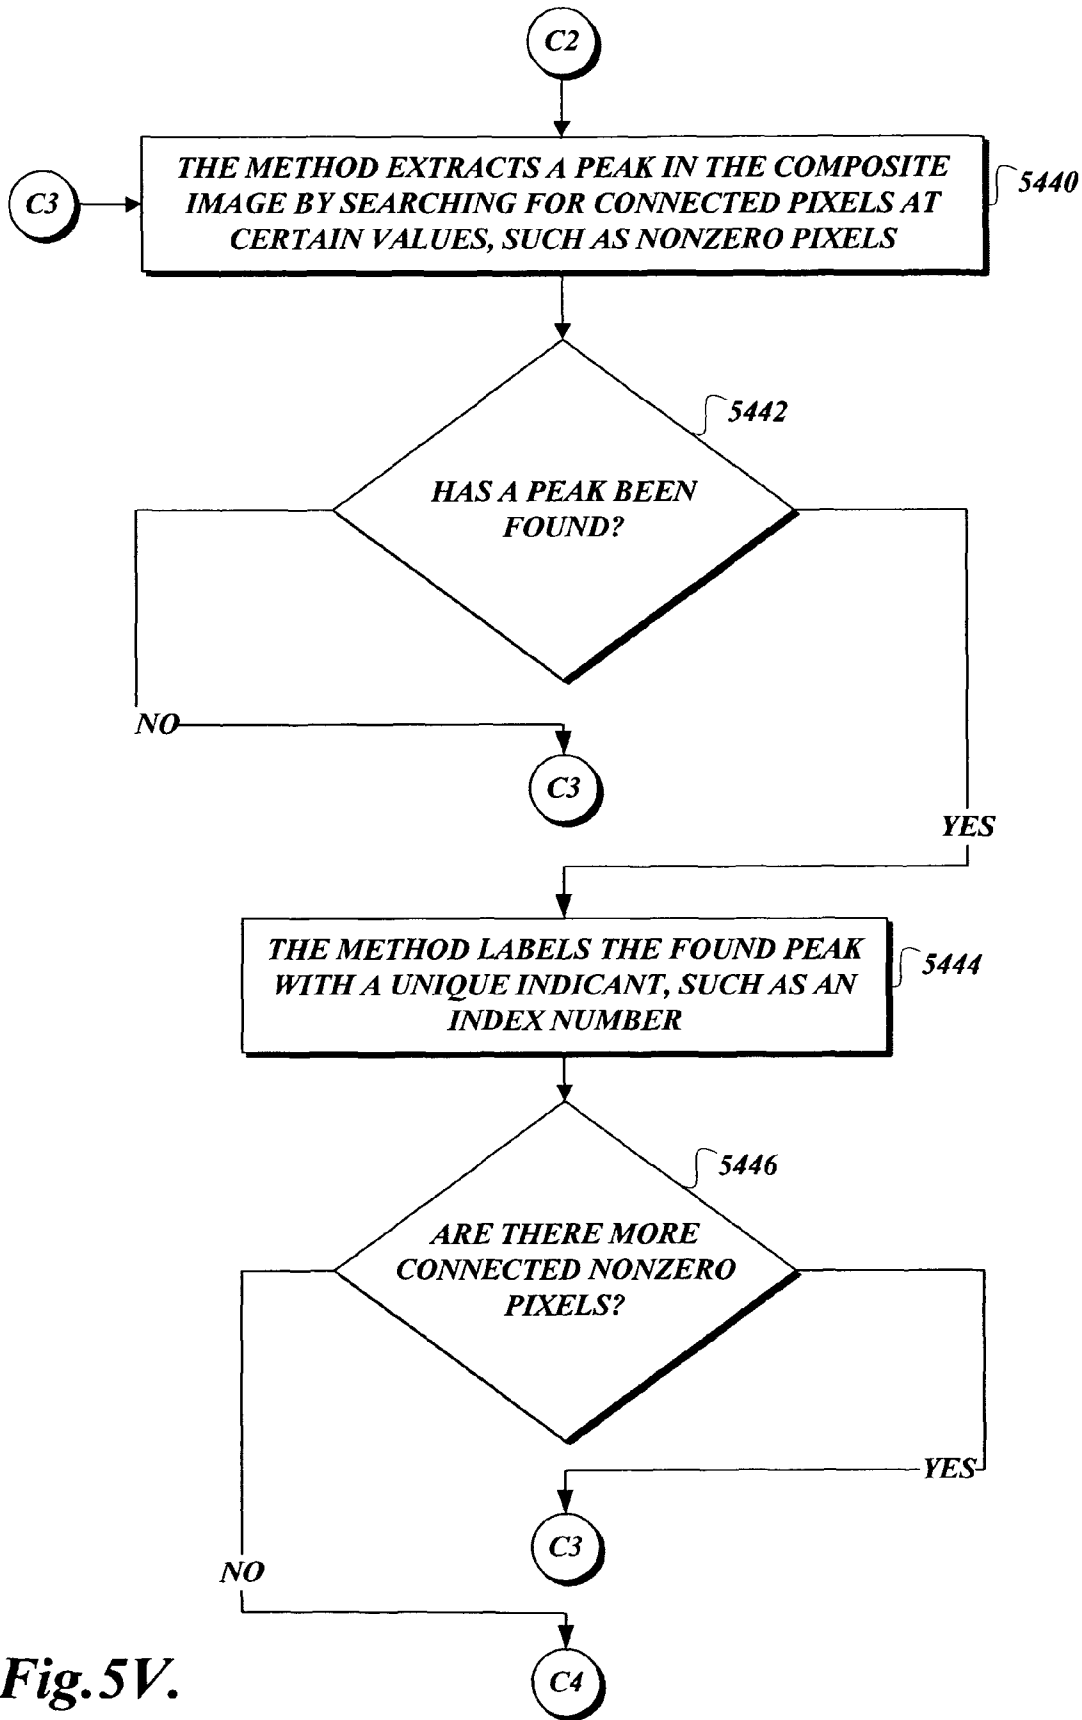 C2
THE METHOD EXTRACTS A PEAK IN THE COMPOSITE
IMAGE BY SEARCHING FOR CONNECTED PIXELS AT
CERTAIN VALUES, SUCH AS NONZERO PIXELS
5440
C3
5442
HAS A PEAK BEEN
FOUND?
NO
C3
YES
THE METHOD LABELS THE FOUND PEAK
WITH A UNIQUE INDICANT, SUCH AS AN
INDEX NUMBER
5444
5446
ARE THERE MORE
CONNECTED NONZERO
PIXELS?
YES
C3
NO
C4
Fig.5V.